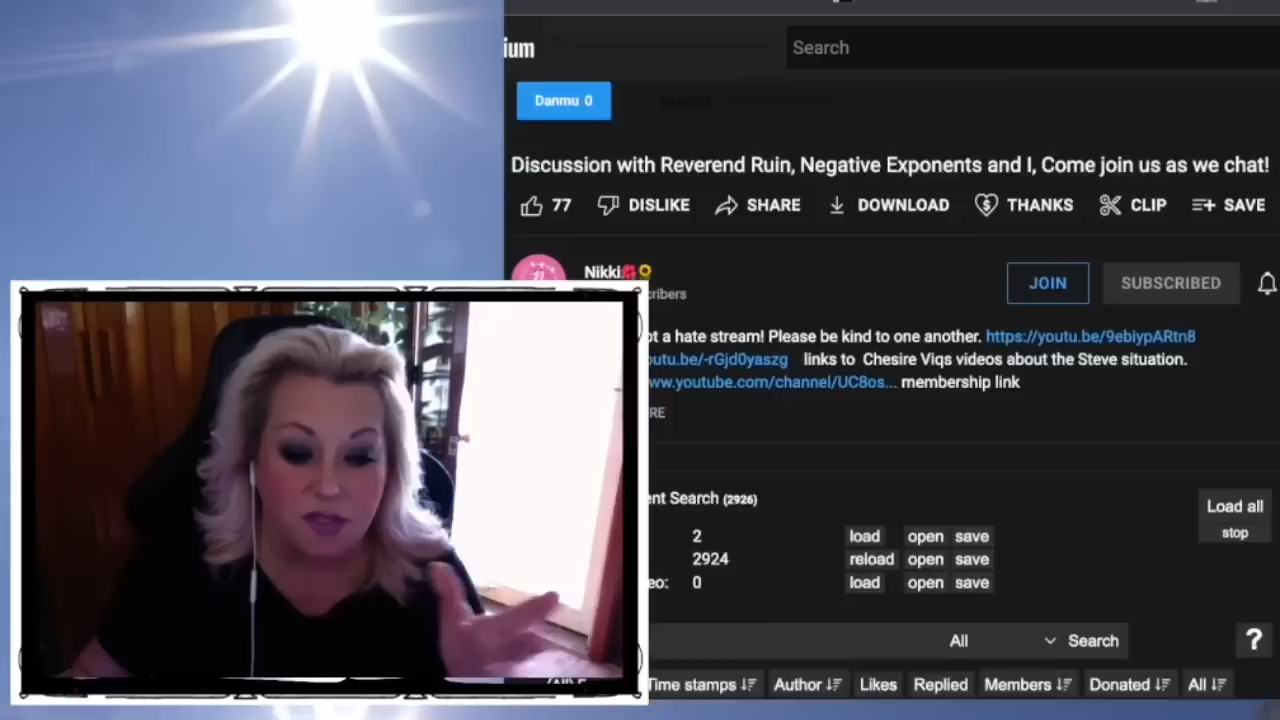 ium
Search
Danmu 0
Discussion with Reverend Ruin, Negative Exponents and I, Come join us as we chat!
77 DISLIKE SHARE DOWNLOAD THANKS CLIP SAVE
Nikki
cribers
JOIN SUBSCRIBED
ot a hate stream! Please be kind to one another. https://youtu.be/9ebiypARtn8
outu.be/-rGjd0yaszg links to Chesire Viqs videos about the Steve situation.
ww.youtube.com/channel/UC8os... membership link
RE
ent Search (2926)
Load all
stop
2 load open save
2924 reload open save
eo: 0 load open save
All Search ?
Time stamps Author Likes Replied Members Donated All